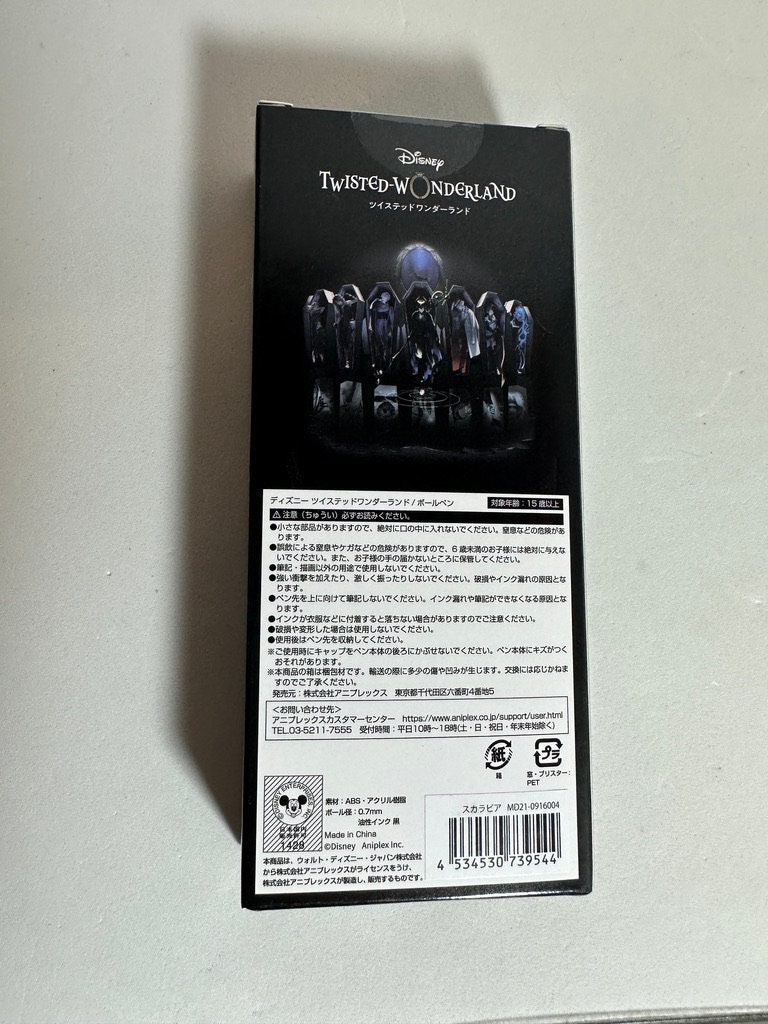 Disney
TWISTED-WONDERLAND
ツイステッドワンダーランド
ディズニー ツイステッドワンダーランド / ボールペン
対象年齢：15 歳以上
⚠注意（ちゅうい）必ずお読みください。
●小さな部品がありますので、絶対に口の中に入れないでください。窒息などの危険があ
ります。
●誤飲による窒息やケガなどの危険がありますので、6 歳未満のお子様には絶対に与えな
いでください。また、お子様の手の届かないところに保管してください。
●筆記・描画以外の用途で使用しないでください。
●強い衝撃を加えたり、激しく振ったりしないでください。破損やインク漏れの原因とな
ります。
●ペン先を上に向けて筆記しないでください。インク漏れや筆記ができなくなる原因とな
ります。
●インクが衣服などに付着すると落ちない場合がありますのでご注意ください。
●破損や変形した場合は使用しないでください。
●使用後はペン先を収納してください。
※ご使用時にキャップをペン本体の後ろにかぶせないでください。ペン本体にキズがつく
おそれがあります。
※本商品の箱は梱包材です。輸送の際に多少の傷や凹みが生じます。交換には応じかねま
すのでご了承ください。
発売元：株式会社アニプレックス 東京都千代田区六番町4番地5
＜お問い合わせ先＞
アニプレックスカスタマーセンター https://www.aniplex.co.jp/support/user.html
TEL.03-5211-7555 受付時間：平日10時～18時(土・日・祝日・年末年始除く)
紙
箱
プラ
窓・ブリスター：
PET
©DISNEY ENTERPRISES, INC.
日本国内
販売許可
1428
素材：ABS・アクリル樹脂
ボール径：0.7mm
油性インク 黒
Made in China
©Disney Aniplex Inc.
本商品は、ウォルト・ディズニー・ジャパン株式会社
から株式会社アニプレックスがライセンスをうけ、
株式会社アニプレックスが製造し、販売するものです。
スカラビア MD21-0916004
4 534530 739544